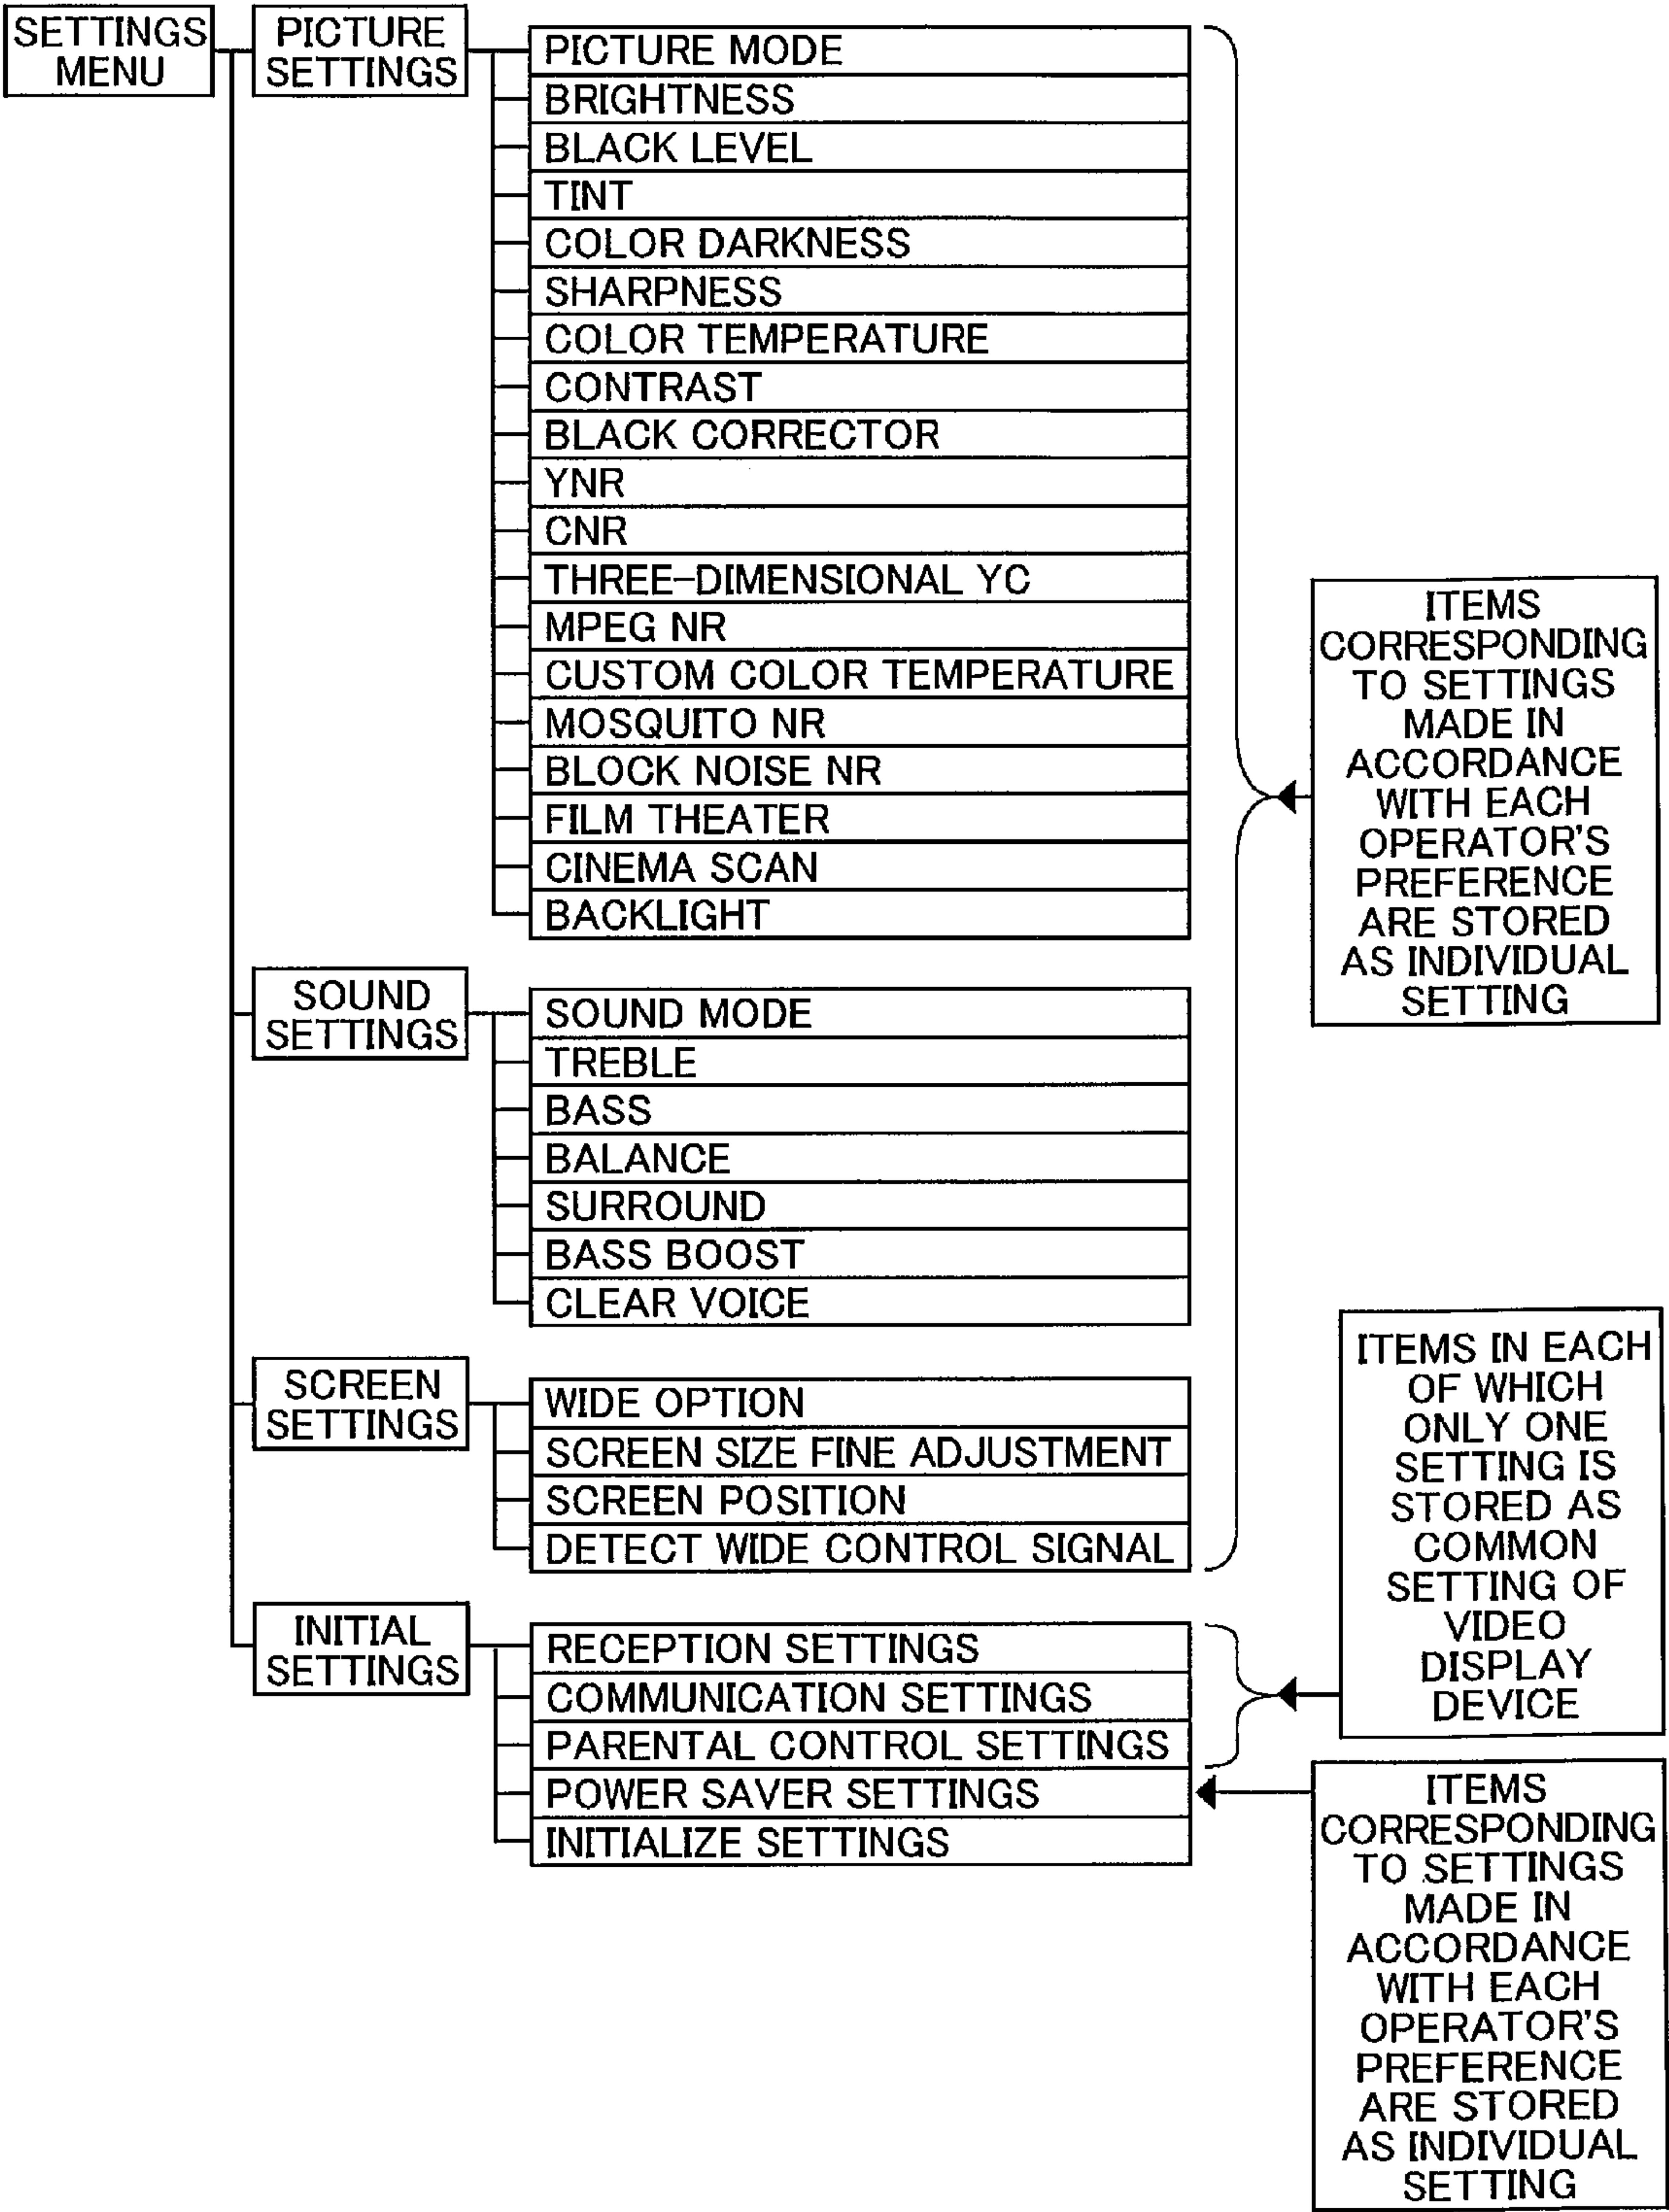 SETTINGS
MENU
PICTURE
SETTINGS
PICTURE MODE
BRIGHTNESS
BLACK LEVEL
TINT
COLOR DARKNESS
SHARPNESS
COLOR TEMPERATURE
CONTRAST
BLACK CORRECTOR
YNR
CNR
THREE-DIMENSIONAL YC
MPEG NR
CUSTOM COLOR TEMPERATURE
MOSQUITO NR
BLOCK NOISE NR
FILM THEATER
CINEMA SCAN
BACKLIGHT
SOUND
SETTINGS
SOUND MODE
TREBLE
BASS
BALANCE
SURROUND
BASS BOOST
CLEAR VOICE
SCREEN
SETTINGS
WIDE OPTION
SCREEN SIZE FINE ADJUSTMENT
SCREEN POSITION
DETECT WIDE CONTROL SIGNAL
ITEMS
CORRESPONDING
TO SETTINGS
MADE IN
ACCORDANCE
WITH EACH
OPERATOR'S
PREFERENCE
ARE STORED
AS INDIVIDUAL
SETTING
INITIAL
SETTINGS
RECEPTION SETTINGS
COMMUNICATION SETTINGS
PARENTAL CONTROL SETTINGS
POWER SAVER SETTINGS
INITIALIZE SETTINGS
ITEMS IN EACH
OF WHICH
ONLY ONE
SETTING IS
STORED AS
COMMON
SETTING OF
VIDEO
DISPLAY
DEVICE
ITEMS
CORRESPONDING
TO SETTINGS
MADE IN
ACCORDANCE
WITH EACH
OPERATOR'S
PREFERENCE
ARE STORED
AS INDIVIDUAL
SETTING